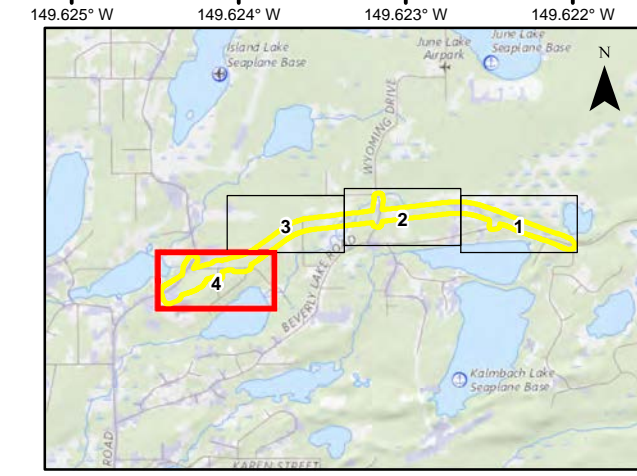 149.625° W 149.624° W 149.623° W 149.622° W
Island Lake
Seaplane Base
June Lake
Airpark
June Lake
Seaplane Base
N
WYOMING DRIVE
3
2
1
4
BEVERLY LAKE ROAD
Kalmbach Lake
Seaplane Base
ROAD
KAREN STREET